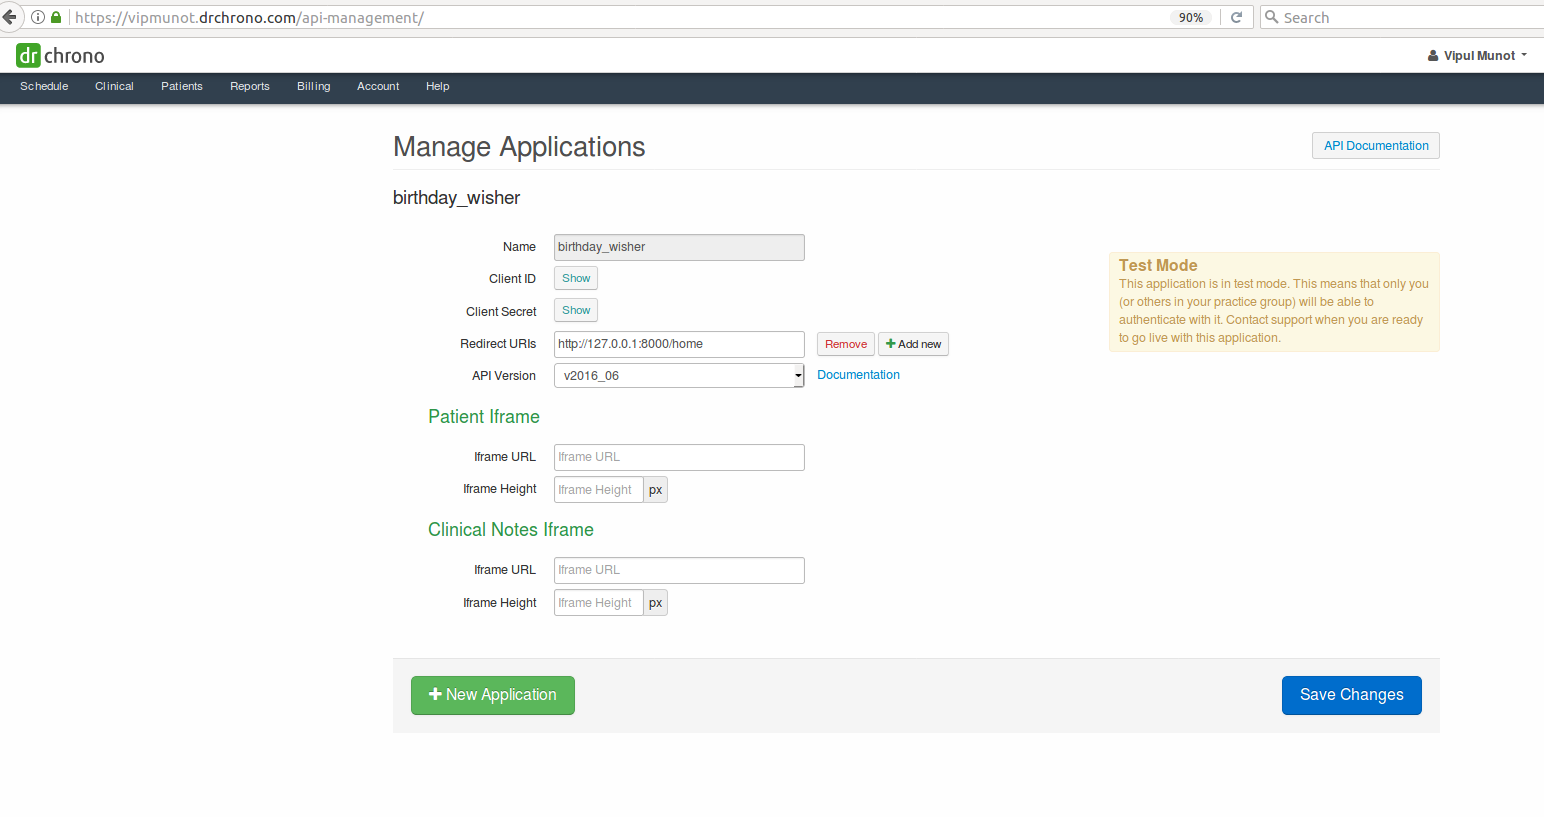 https://vipmunot.drchrono.com/api-management/
90%
Search
dr chrono
Vipul Munot
Schedule Clinical Patients Reports Billing Account Help
Manage Applications
API Documentation
birthday_wisher
Name birthday_wisher
Client ID Show
Client Secret Show
Redirect URIs http://127.0.0.1:8000/home Remove Add new
API Version v2016_06 Documentation
Test Mode
This application is in test mode. This means that only you
(or others in your practice group) will be able to
authenticate with it. Contact support when you are ready
to go live with this application.
Patient Iframe
Iframe URL Iframe URL
Iframe Height Iframe Height px
Clinical Notes Iframe
Iframe URL Iframe URL
Iframe Height Iframe Height px
New Application
Save Changes